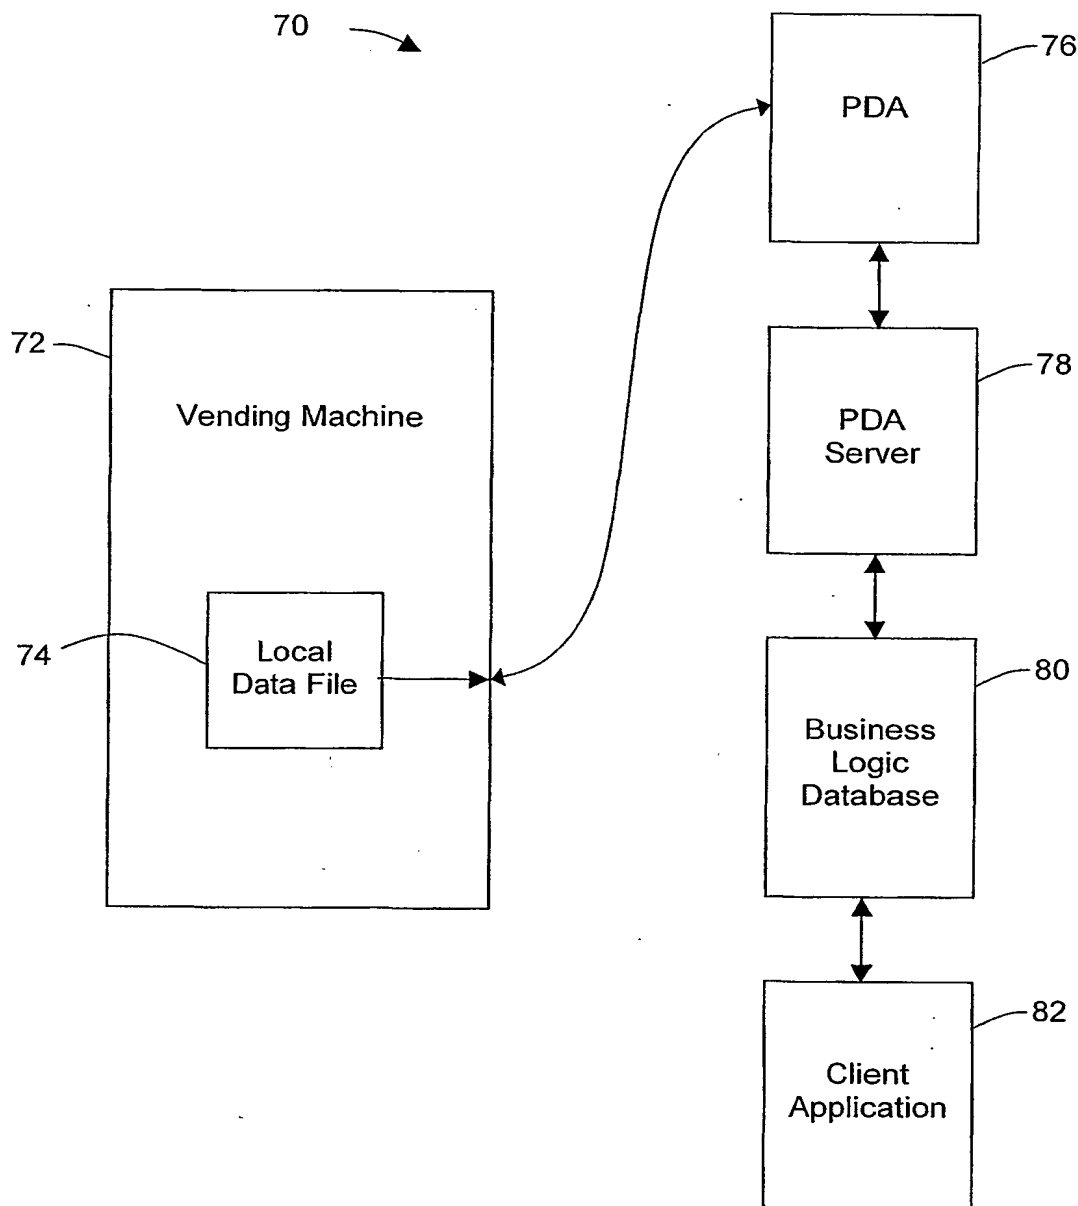 70
76
PDA
72
Vending Machine
78
PDA
Server
74
Local
Data File
80
Business
Logic
Database
82
Client
Application